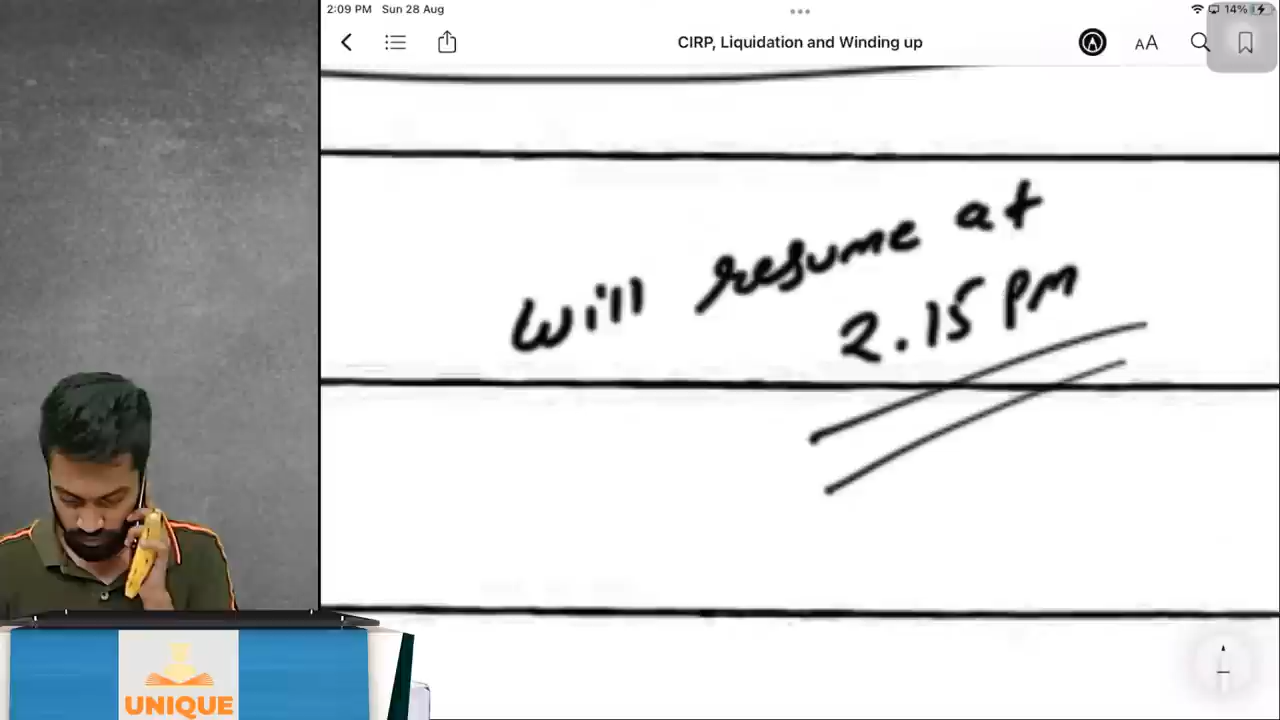 2:09 PM Sun 28 Aug
14%
CIRP, Liquidation and Winding up
AA
Will resume at
2.15 pm
UNIQUE